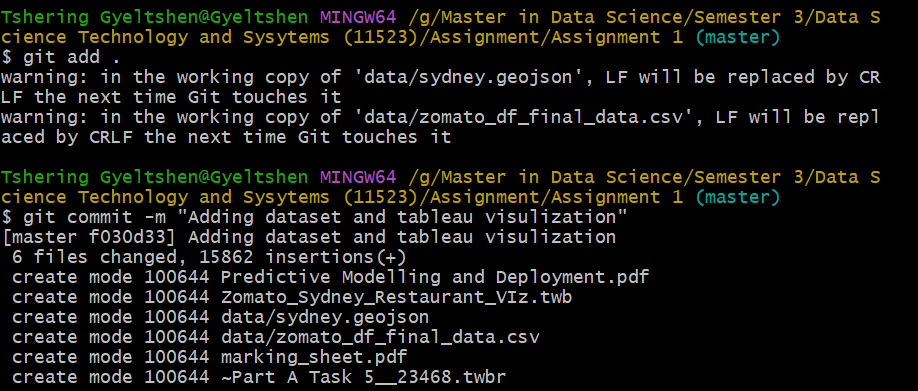 Tshering Gyeltshen@Gyeltshen MINGW64 /g/Master in Data Science/Semester 3/Data S
cience Technology and Sysytems (11523)/Assignment/Assignment 1 (master)
$ git add .
warning: in the working copy of 'data/sydney.geojson', LF will be replaced by CR
LF the next time Git touches it
warning: in the working copy of 'data/zomato_df_final_data.csv', LF will be repl
aced by CRLF the next time Git touches it
Tshering Gyeltshen@Gyeltshen MINGW64 /g/Master in Data Science/Semester 3/Data S
cience Technology and Sysytems (11523)/Assignment/Assignment 1 (master)
$ git commit -m "Adding dataset and tableau visulization"
[master f030d33] Adding dataset and tableau visulization
 6 files changed, 15862 insertions(+)
 create mode 100644 Predictive Modelling and Deployment.pdf
 create mode 100644 Zomato_Sydney_Restaurant_VIz.twb
 create mode 100644 data/sydney.geojson
 create mode 100644 data/zomato_df_final_data.csv
 create mode 100644 marking_sheet.pdf
 create mode 100644 ~Part A Task 5__23468.twbr